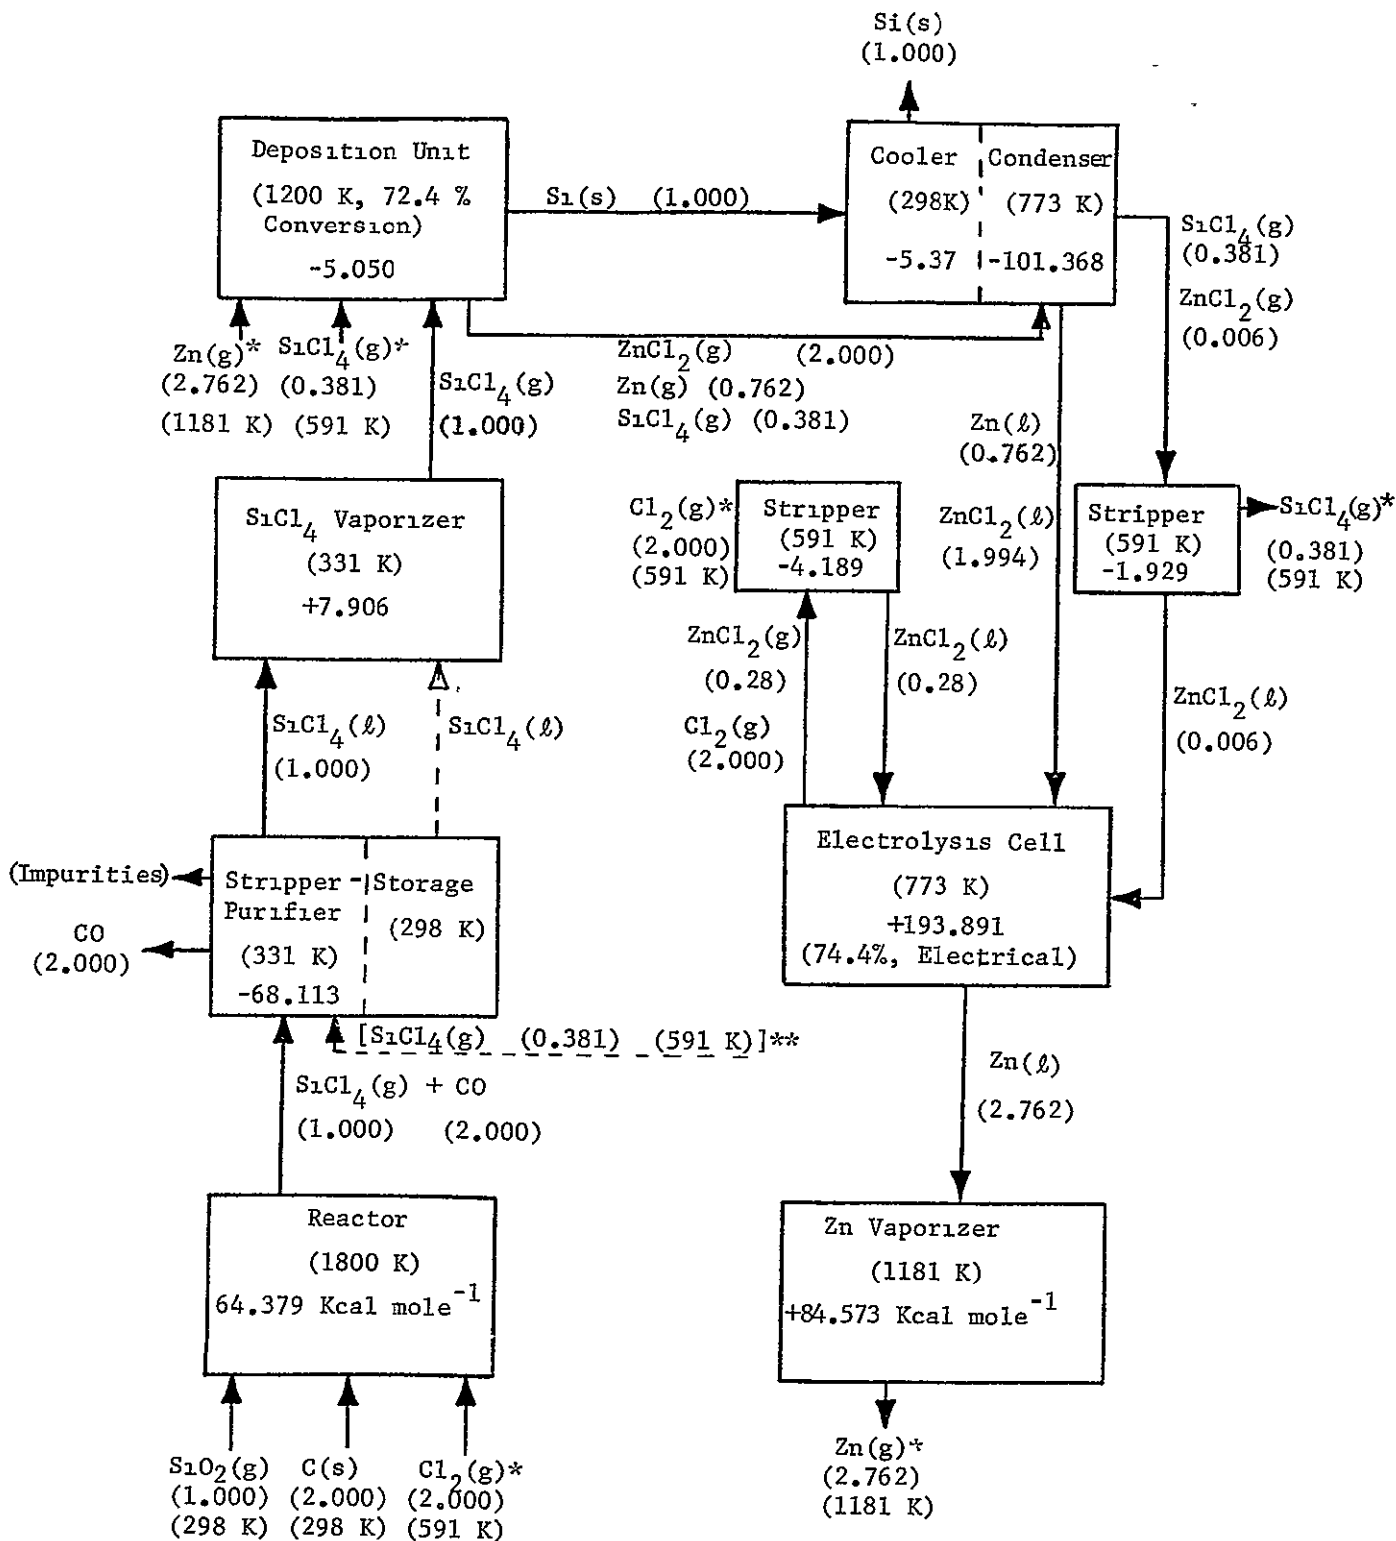 Si(s)
(1.000)
Deposition Unit
(1200 K, 72.4 %
Conversion)
-5.050
Si(s) (1.000)
Cooler
(298K)
-5.37
Condenser
(773 K)
-101.368
SiCl4(g)
(0.381)
ZnCl2(g)
(0.006)
Zn(g)*
(2.762)
(1181 K)
SiCl4(g)*
(0.381)
(591 K)
SiCl4(g)
(1.000)
ZnCl2(g) (2.000)
Zn(g) (0.762)
SiCl4(g) (0.381)
Zn(ℓ)
(0.762)
ZnCl2(ℓ)
(1.994)
SiCl4 Vaporizer
(331 K)
+7.906
Cl2(g)*
(2.000)
(591 K)
Stripper
(591 K)
-4.189
Stripper
(591 K)
-1.929
SiCl4(g)*
(0.381)
(591 K)
ZnCl2(g)
(0.28)
Cl2(g)
(2.000)
ZnCl2(ℓ)
(0.28)
ZnCl2(ℓ)
(0.006)
SiCl4(ℓ)
(1.000)
SiCl4(ℓ)
(Impurities)
CO
(2.000)
Stripper-
Purifier
(331 K)
-68.113
Storage
(298 K)
Electrolysis Cell
(773 K)
+193.891
(74.4%, Electrical)
[SiCl4(g) (0.381) (591 K)]**
SiCl4(g) + CO
(1.000) (2.000)
Zn(ℓ)
(2.762)
Reactor
(1800 K)
64.379 Kcal mole-1
Zn Vaporizer
(1181 K)
+84.573 Kcal mole-1
SiO2(g)
(1.000)
(298 K)
C(s)
(2.000)
(298 K)
Cl2(g)*
(2.000)
(591 K)
Zn(g)*
(2.762)
(1181 K)